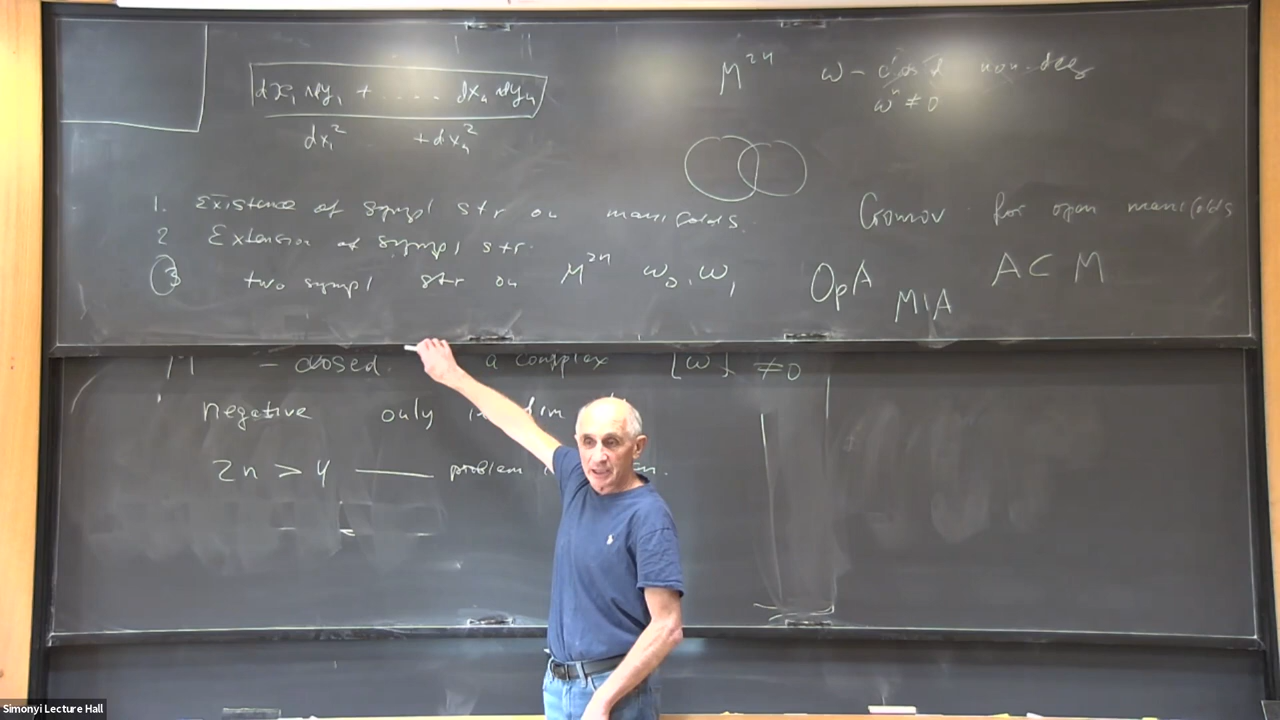 dx₁∧dy₁ + .... dxₙ∧dyₙ
dx₁² + dxₙ²
M²ⁿ ω – non-deg
ωⁿ ≠ 0
1. Existence of sympl str on manifolds.
2 Extension of sympl str.
③ two sympl str on M²ⁿ ω₀, ω₁
Gromov for open manifolds
OpA
M\A
A ⊂ M
– closed. a complex [ω] ≠ 0
negative only in dim
2n > 4 —— problem
Simonyi Lecture Hall